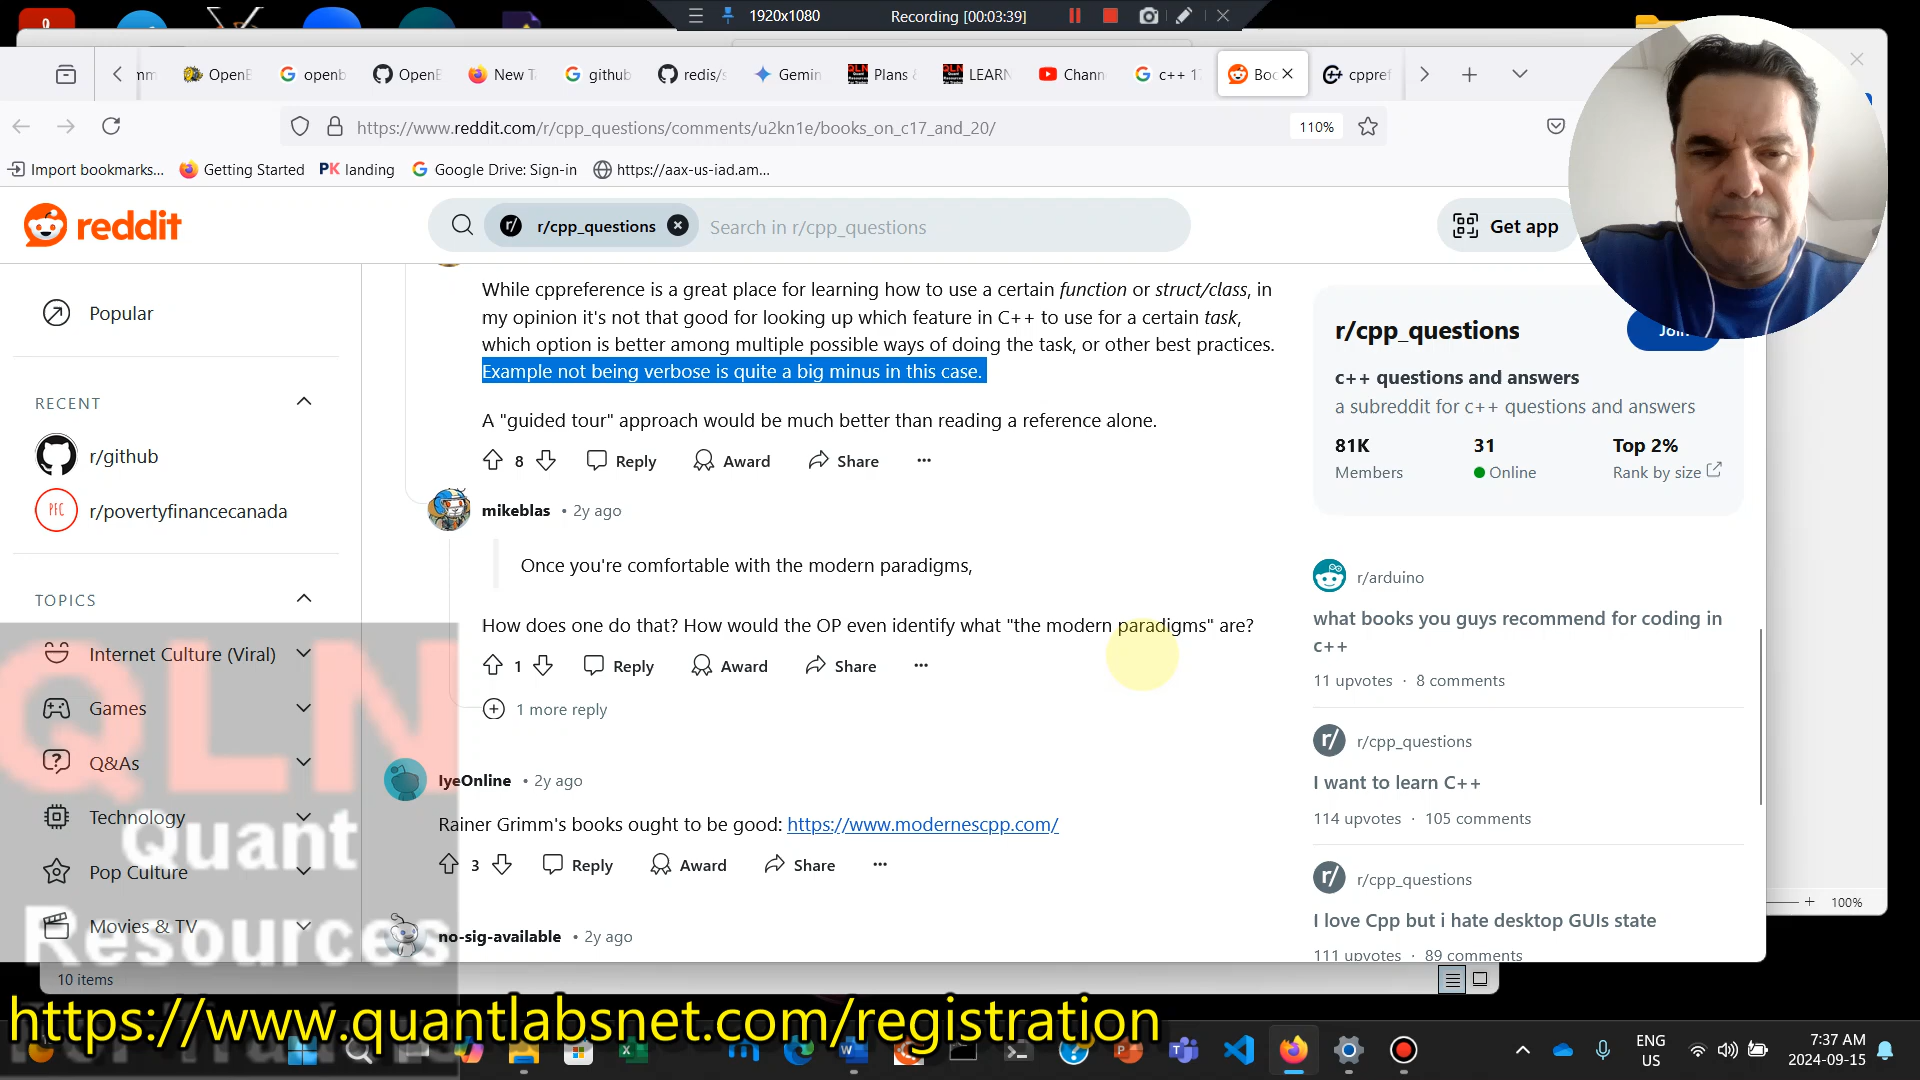 1920x1080
Recording [00:03:39]
OpenE
openb
OpenE
New T
github
redis/s
Gemin
Plans &
LEARN
Chann
c++ 1
Boo
cppref
https://www.reddit.com/r/cpp_questions/comments/u2kn1e/books_on_c17_and_20/
110%
Import bookmarks...
Getting Started
PK landing
Google Drive: Sign-in
https://aax-us-iad.am...
reddit
r/ r/cpp_questions
Search in r/cpp_questions
Get app
Popular
RECENT
r/github
PFC r/povertyfinancecanada
TOPICS
Internet Culture (Viral)
Games
Q&As
Technology
Pop Culture
Movies & TV
While cppreference is a great place for learning how to use a certain function or struct/class, in
my opinion it's not that good for looking up which feature in C++ to use for a certain task,
which option is better among multiple possible ways of doing the task, or other best practices.
Example not being verbose is quite a big minus in this case.
A "guided tour" approach would be much better than reading a reference alone.
8 Reply Award Share ...
mikeblas • 2y ago
Once you're comfortable with the modern paradigms,
How does one do that? How would the OP even identify what "the modern paradigms" are?
1 Reply Award Share ...
1 more reply
IyeOnline • 2y ago
Rainer Grimm's books ought to be good: https://www.modernescpp.com/
3 Reply Award Share ...
no-sig-available • 2y ago
r/cpp_questions
Join
c++ questions and answers
a subreddit for c++ questions and answers
81K 31 Top 2%
Members Online Rank by size
r/arduino
what books you guys recommend for coding in
c++
11 upvotes · 8 comments
r/ r/cpp_questions
I want to learn C++
114 upvotes · 105 comments
r/ r/cpp_questions
I love Cpp but i hate desktop GUIs state
111 upvotes · 89 comments
100%
QLN
Quant
Resources
10 items
https://www.quantlabsnet.com/registration
ENG
US
7:37 AM
2024-09-15